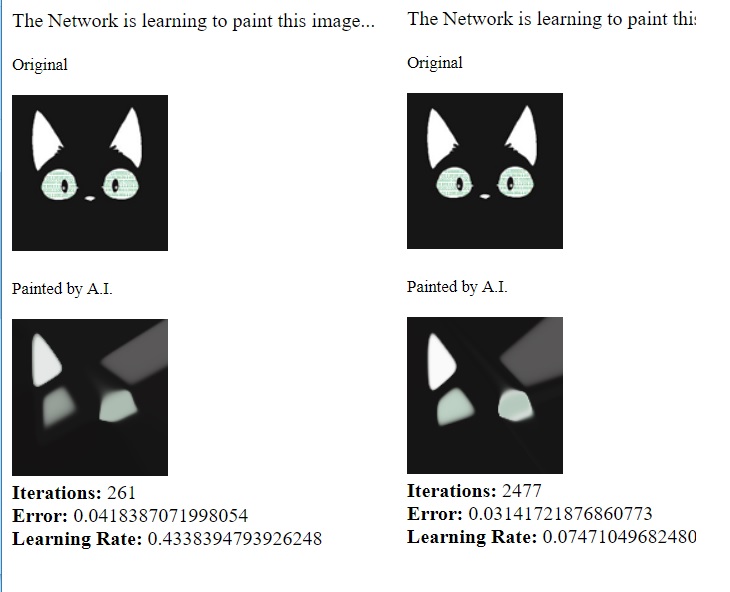 The Network is learning to paint this image...
Original
Painted by A.I.
Iterations: 261
Error: 0.0418387071998054
Learning Rate: 0.4338394793926248
The Network is learning to paint this
Original
Painted by A.I.
Iterations: 2477
Error: 0.03141721876860773
Learning Rate: 0.07471049682480